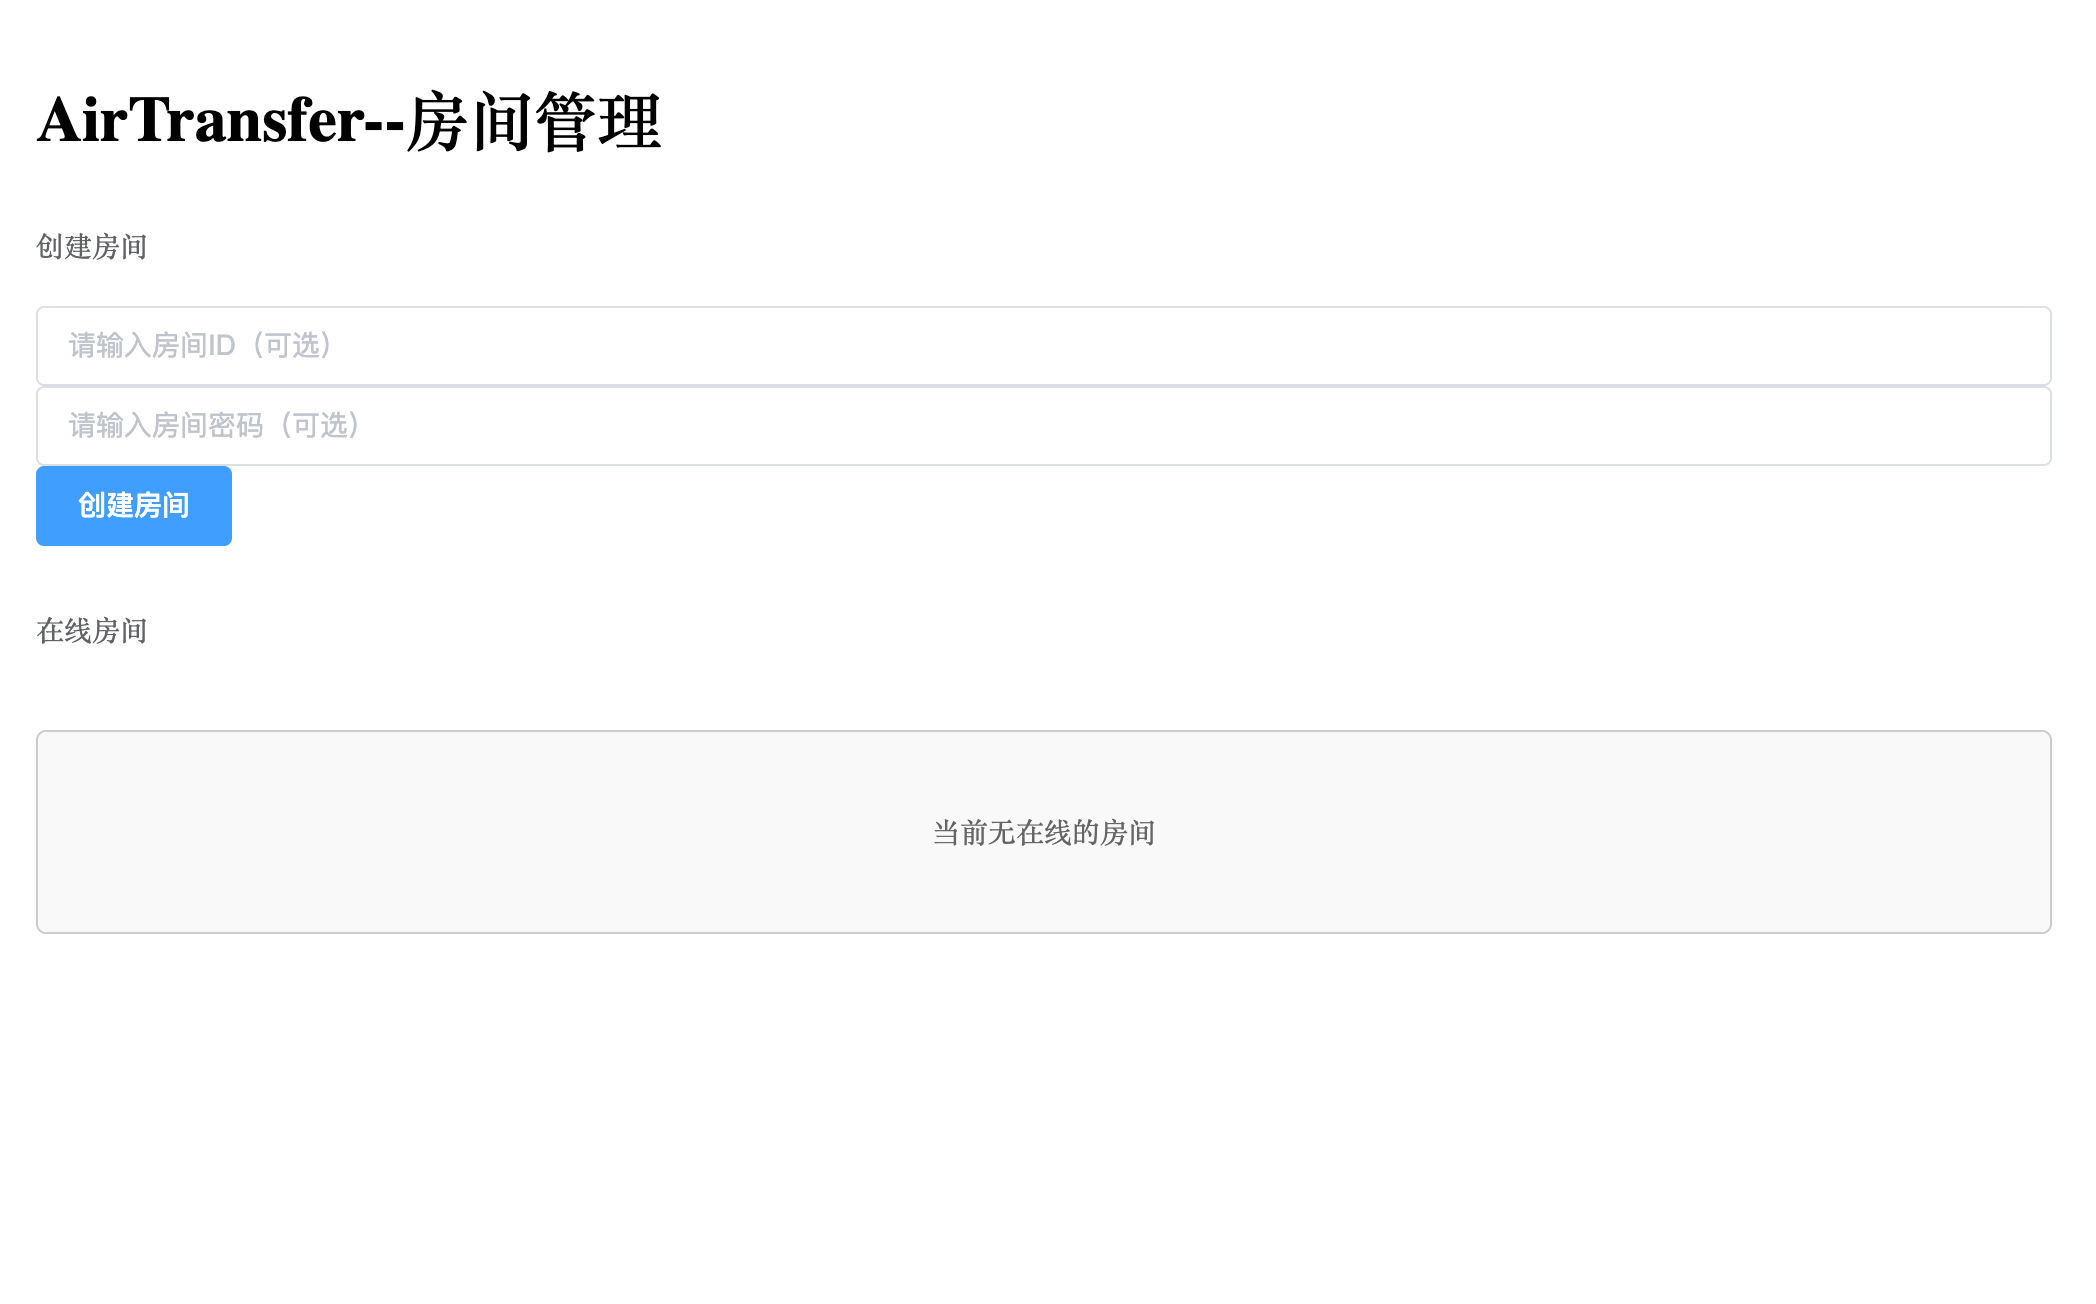 AirTransfer--房间管理
创建房间
请输入房间ID（可选）
请输入房间密码（可选）
创建房间
在线房间
当前无在线的房间